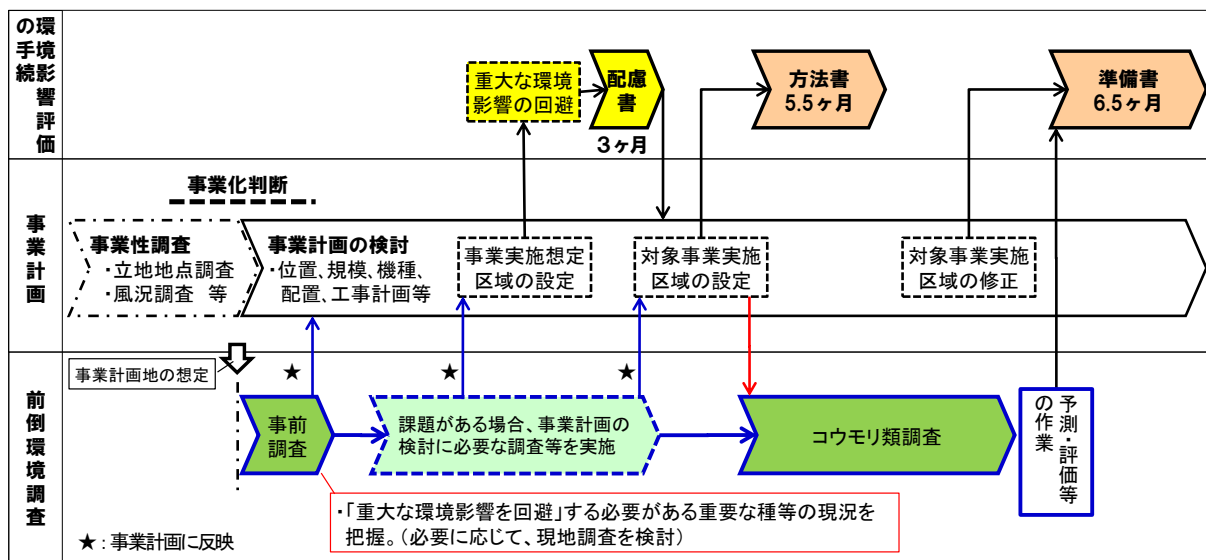 環境影響評価
の手続
重大な環境
影響の回避
配慮
書
3ヶ月
方法書
5.5ヶ月
準備書
6.5ヶ月
事業計画
事業化判断
事業性調査
・立地地点調査
・風況調査 等
事業計画の検討
・位置、規模、機種、
配置、工事計画等
事業実施想定
区域の設定
対象事業実施
区域の設定
対象事業実施
区域の修正
前倒環境調査
事業計画地の想定
★
★
★
事前
調査
課題がある場合、事業計画の
検討に必要な調査等を実施
コウモリ類調査
予測・評価等
の作業
・「重大な環境影響を回避」する必要がある重要な種等の現況を
把握。(必要に応じて、現地調査を検討)
★：事業計画に反映